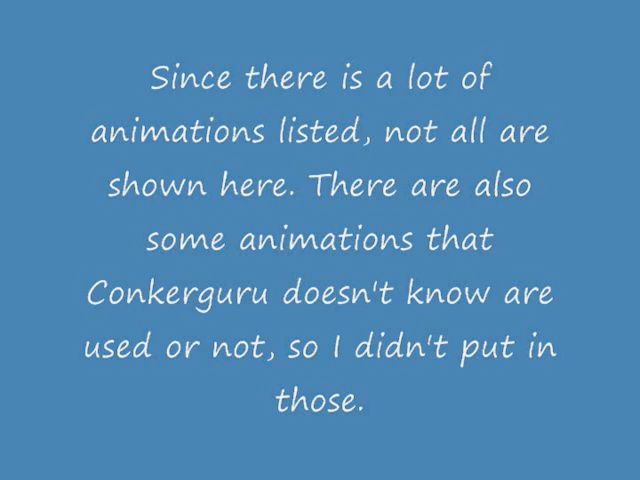 Since there is a lot of
animations listed, not all are
shown here. There are also
some animations that
Conkerguru doesn't know are
used or not, so I didn't put in
those.